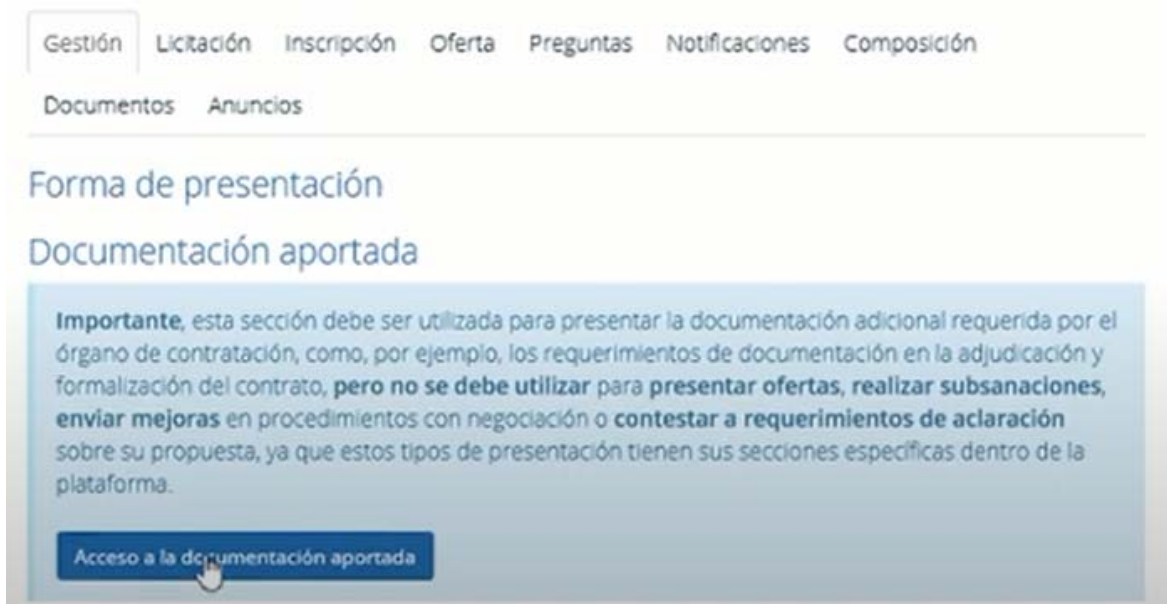 Gestión Licitación Inscripción Oferta Preguntas Notificaciones Composición
Documentos Anuncios
Forma de presentación
Documentación aportada
Importante, esta sección debe ser utilizada para presentar la documentación adicional requerida por el
órgano de contratación, como, por ejemplo, los requerimientos de documentación en la adjudicación y
formalización del contrato, pero no se debe utilizar para presentar ofertas, realizar subsanaciones,
enviar mejoras en procedimientos con negociación o contestar a requerimientos de aclaración
sobre su propuesta, ya que estos tipos de presentación tienen sus secciones específicas dentro de la
plataforma.
Acceso a la documentación aportada